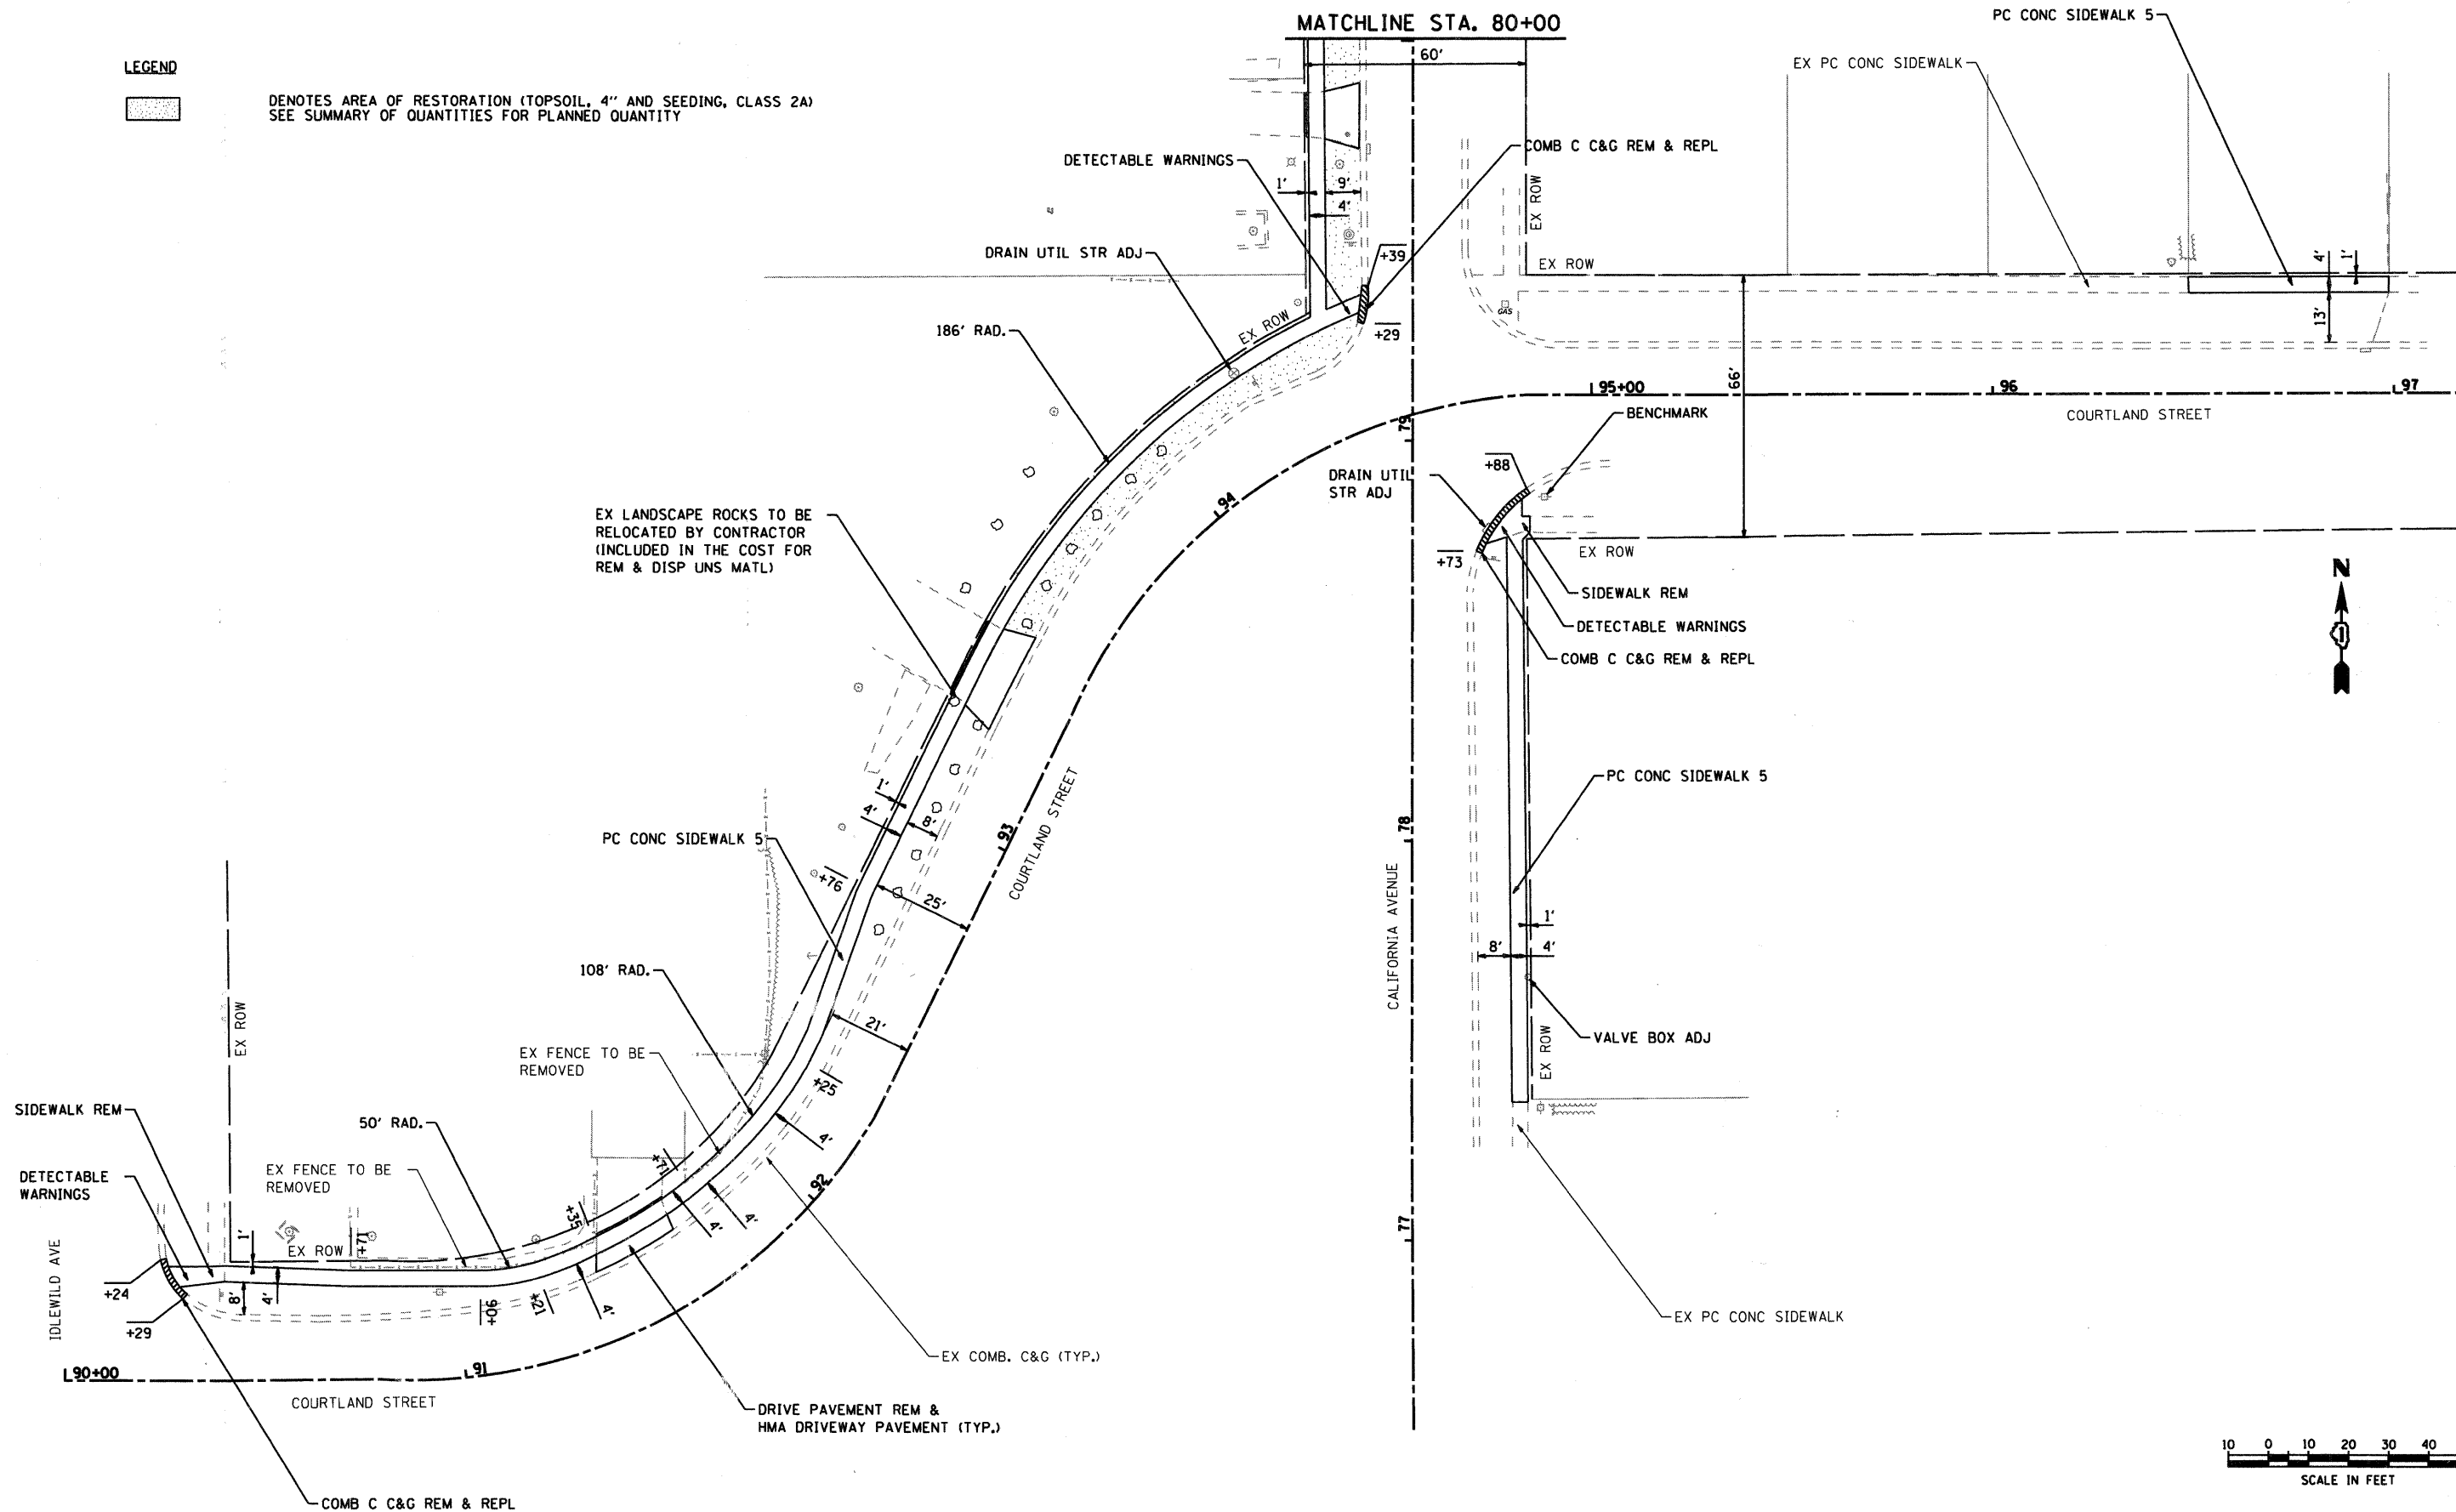 MATCHLINE STA. 80+00
60'
PC CONC SIDEWALK 5
EX PC CONC SIDEWALK
LEGEND
DENOTES AREA OF RESTORATION (TOPSOIL, 4'' AND SEEDING, CLASS 2A)
SEE SUMMARY OF QUANTITIES FOR PLANNED QUANTITY
DETECTABLE WARNINGS
COMB C C&G REM & REPL
1'
9'
4'
EX ROW
DRAIN UTIL STR ADJ
+39
+29
EX ROW
EX ROW
186' RAD.
GAS
66'
4'
1'
13'
95+00
96
97
COURTLAND STREET
BENCHMARK
79
+88
DRAIN UTIL
STR ADJ
94
+73
EX ROW
SIDEWALK REM
DETECTABLE WARNINGS
COMB C C&G REM & REPL
N
EX LANDSCAPE ROCKS TO BE
RELOCATED BY CONTRACTOR
(INCLUDED IN THE COST FOR
REM & DISP UNS MATL)
PC CONC SIDEWALK 5
1'
4'
8'
93
COURTLAND STREET
78
PC CONC SIDEWALK 5
+76
25'
CALIFORNIA AVENUE
1'
8'
4'
108' RAD.
21'
VALVE BOX ADJ
EX ROW
EX ROW
EX FENCE TO BE
REMOVED
+25
SIDEWALK REM
50' RAD.
4'
DETECTABLE
WARNINGS
EX FENCE TO BE
REMOVED
+71
92
+35
4'
4'
77
IDLEWILD AVE
1'
EX ROW
+71
+24
8'
4'
+06
+21
4'
+29
EX PC CONC SIDEWALK
EX COMB. C&G (TYP.)
90+00
91
COURTLAND STREET
DRIVE PAVEMENT REM &
HMA DRIVEWAY PAVEMENT (TYP.)
COMB C C&G REM & REPL
10 0 10 20 30 40
SCALE IN FEET